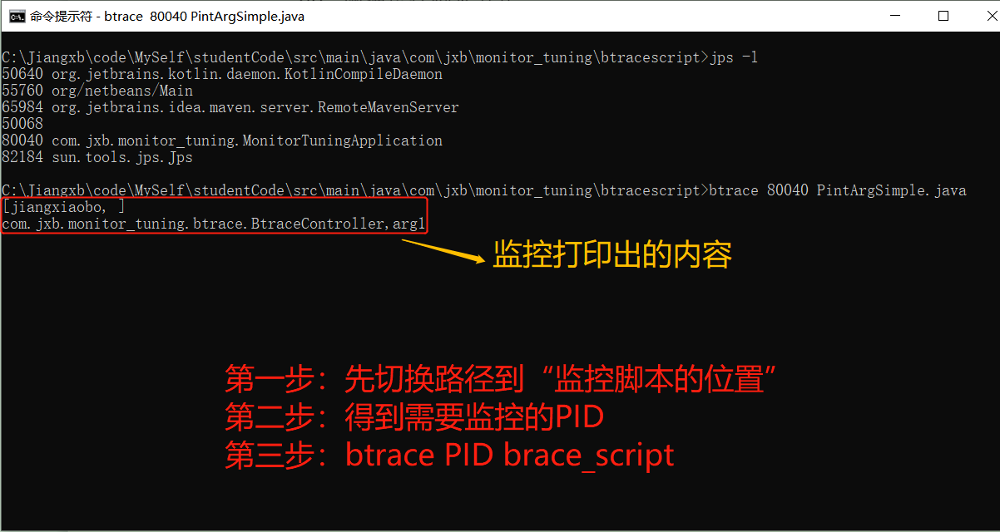 命令提示符 - btrace  80040 PintArgSimple.java
C:\Jiangxb\code\MySelf\studentCode\src\main\java\com\jxb\monitor_tuning\btracescript>jps -l
50640 org.jetbrains.kotlin.daemon.KotlinCompileDaemon
55760 org/netbeans/Main
65984 org.jetbrains.idea.maven.server.RemoteMavenServer
50068
80040 com.jxb.monitor_tuning.MonitorTuningApplication
82184 sun.tools.jps.Jps
C:\Jiangxb\code\MySelf\studentCode\src\main\java\com\jxb\monitor_tuning\btracescript>btrace 80040 PintArgSimple.java
[jiangxiaobo, ]
com.jxb.monitor_tuning.btrace.BtraceController,arg1
监控打印出的内容
第一步：先切换路径到“监控脚本的位置”
第二步：得到需要监控的PID
第三步：btrace PID brace_script